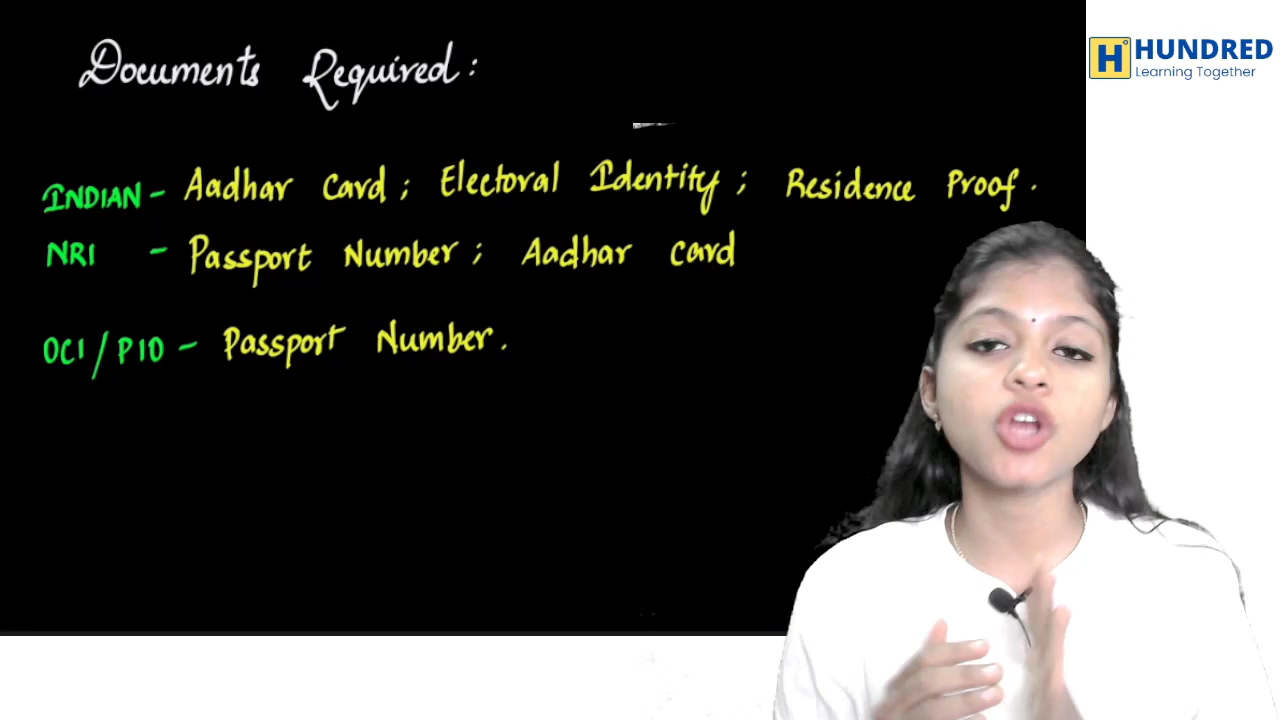 Documents Required:
HUNDRED
Learning Together
INDIAN - Aadhar Card; Electoral Identity; Residence Proof.
NRI - Passport Number; Aadhar card
OCI/PIO - Passport Number.